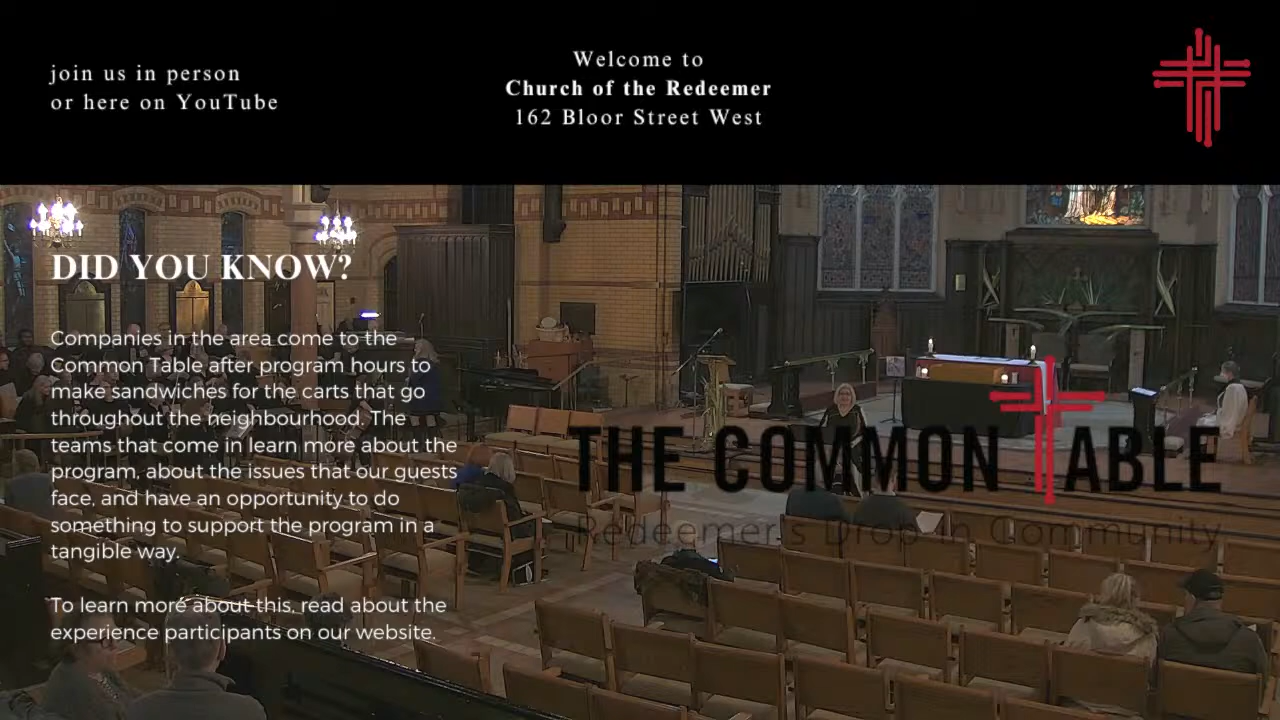 join us in person
or here on YouTube
Welcome to
Church of the Redeemer
162 Bloor Street West
DID YOU KNOW?
Companies in the area come to the
Common Table after program hours to
make sandwiches for the carts that go
throughout the neighbourhood. The
teams that come in learn more about the
program, about the issues that our guests
face, and have an opportunity to do
something to support the program in a
tangible way.
To learn more about this, read about the
experience participants on our website.
THE COMMON TABLE
Redeemer's Drop-In Community